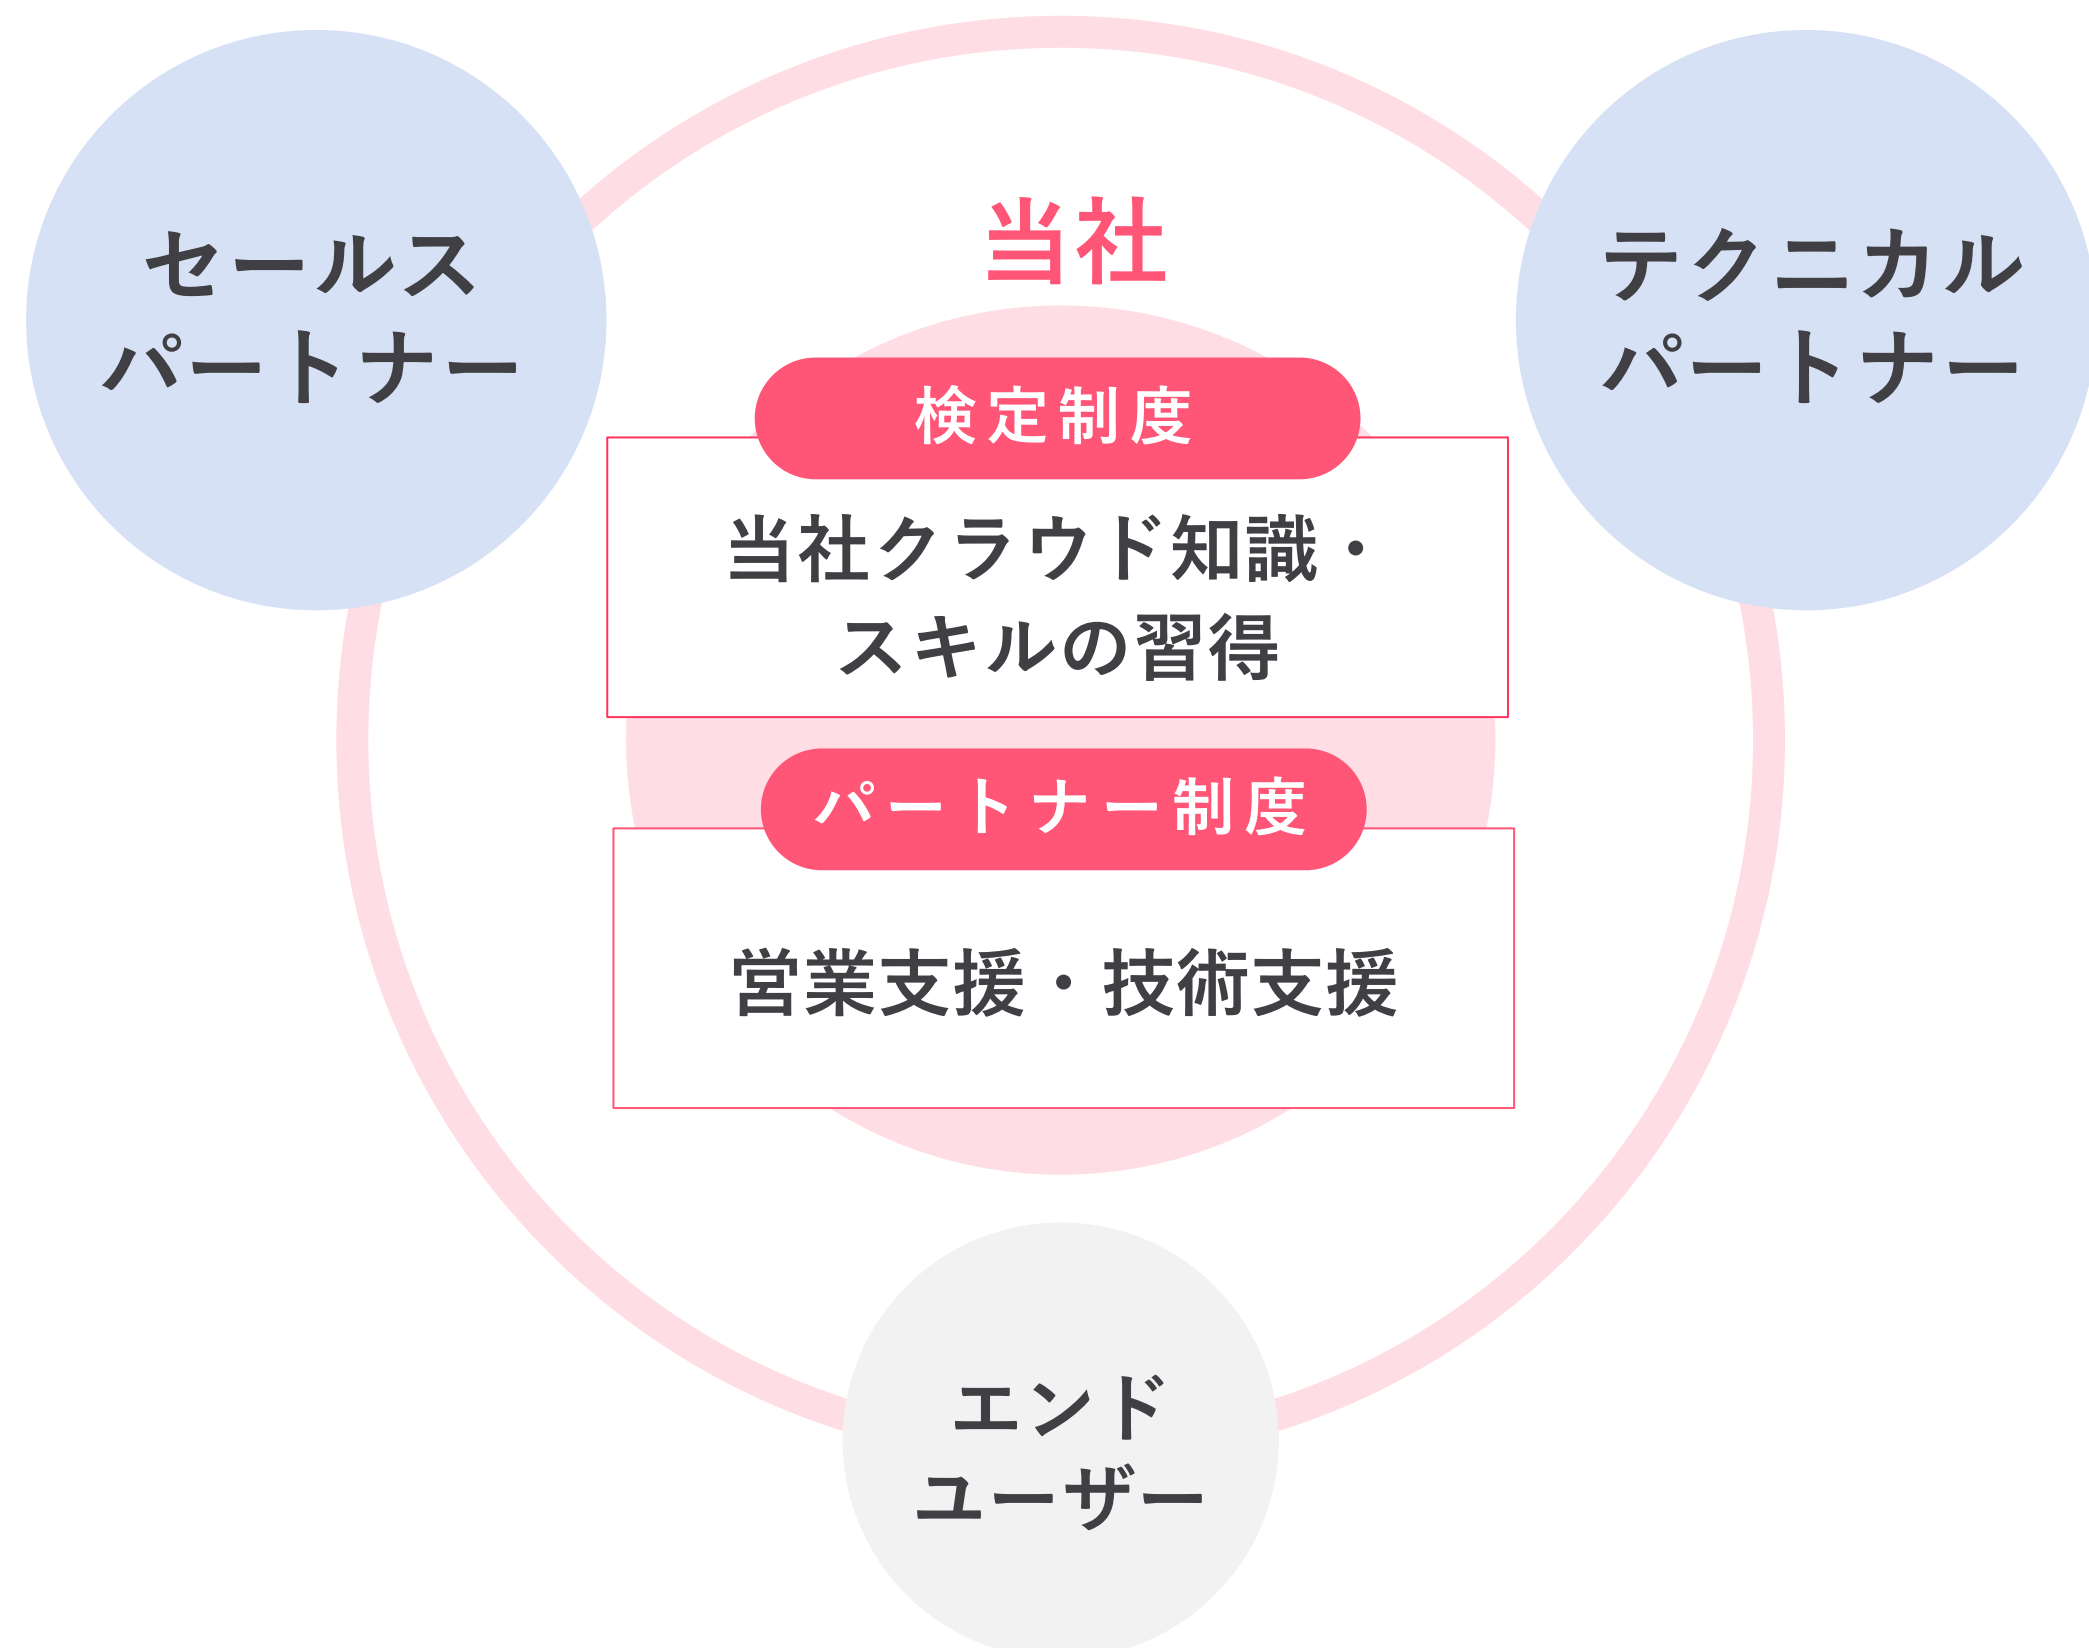 セールス
パートナー
当社
テクニカル
パートナー
検定制度
当社クラウド知識・
スキルの習得
パートナー制度
営業支援・技術支援
エンド
ユーザー